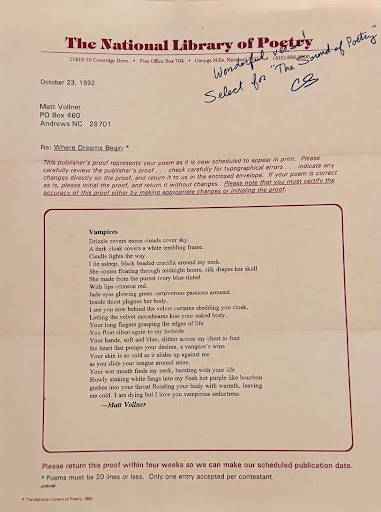 The National Library of Poetry
11419-10 Cronridge Drive • Post Office Box 704 • Owings Mills, Maryland (410) 356-
Wonderful verse!
Select for "The Sound of Poetry"
CB
October 23, 1992
Matt Vollner
PO Box 460
Andrews NC 28701
Re: Where Dreams Begin *
This publisher's proof represents your poem as it is now scheduled to appear in print. Please
carefully review the publisher's proof . . . check carefully for typographical errors . . . indicate any
changes directly on the proof, and return it to us in the enclosed envelope. If your poem is correct
as is, please initial the proof, and return it without changes. Please note that you must certify the
accuracy of this proof either by making appropriate changes or initialing the proof.
Vampires
Drizzle covers moon clouds cover sky.
A dark cloak covers a white trembling frame.
Candle lights the way.
I lie asleep, black beaded crucifix around my neck.
She comes floating through midnight hours, silk drapes her skull
She made from the purest ivory blue-tinted
With lips crimson red.
Jade eyes glowing green carnivorous passions around.
Inside thirst plagues her body.
I see you now behind the velvet curtains shedding you cloak,
Letting the velvet moonbeams kiss your naked body,
Your long fingers grasping the edges of life
You float silent again to my bedside
Your hands, soft and blue, slither across my chest to find
the heart that pumps your desires, a vampire's wine
Your skin is so cold as it slides up against me
as you slide your tongue around mine.
Your wet mouth finds my neck, bursting with your life
Slowly sinking white fangs into my flesh hot purple like bourbon
gushes into your throat flooding your body with warmth, leaving
me cold. I am dying but I love you vampiress seductress.
—Matt Vollner
Please return this proof within four weeks so we can make our scheduled publication date.
* Poems must be 20 lines or less. Only one entry accepted per contestant.
The National Library of Poetry, 1992